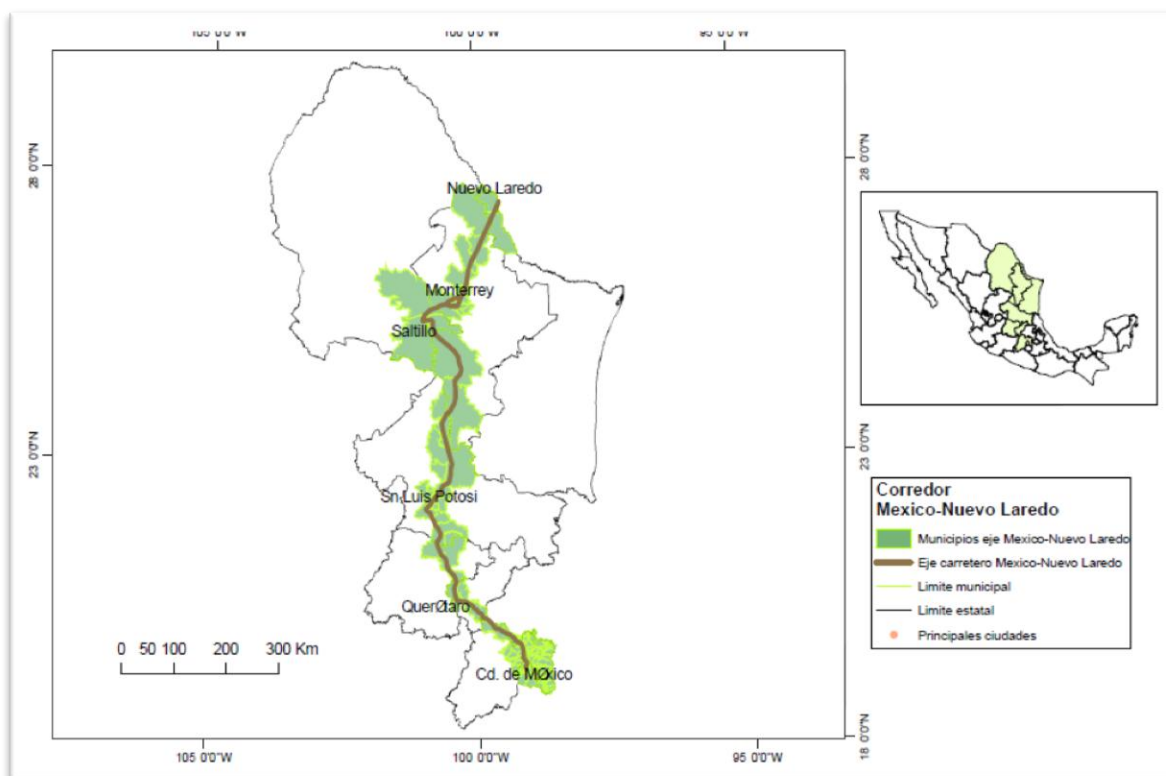 105 0'0"W
100 0'0"W
95 0'0"W
28 0'0"N
28 0'0"N
Nuevo Laredo
Monterrey
Saltillo
23 0'0"N
23 0'0"N
Sn Luis Potosi
Corredor
Mexico-Nuevo Laredo
Municipios eje Mexico-Nuevo Laredo
Eje carretero Mexico-Nuevo Laredo
Limite municipal
Limite estatal
Principales ciudades
QuerØtaro
0 50 100 200 300 Km
Cd. de MØxico
18 0'0"N
105 0'0"W
100 0'0"W
95 0'0"W